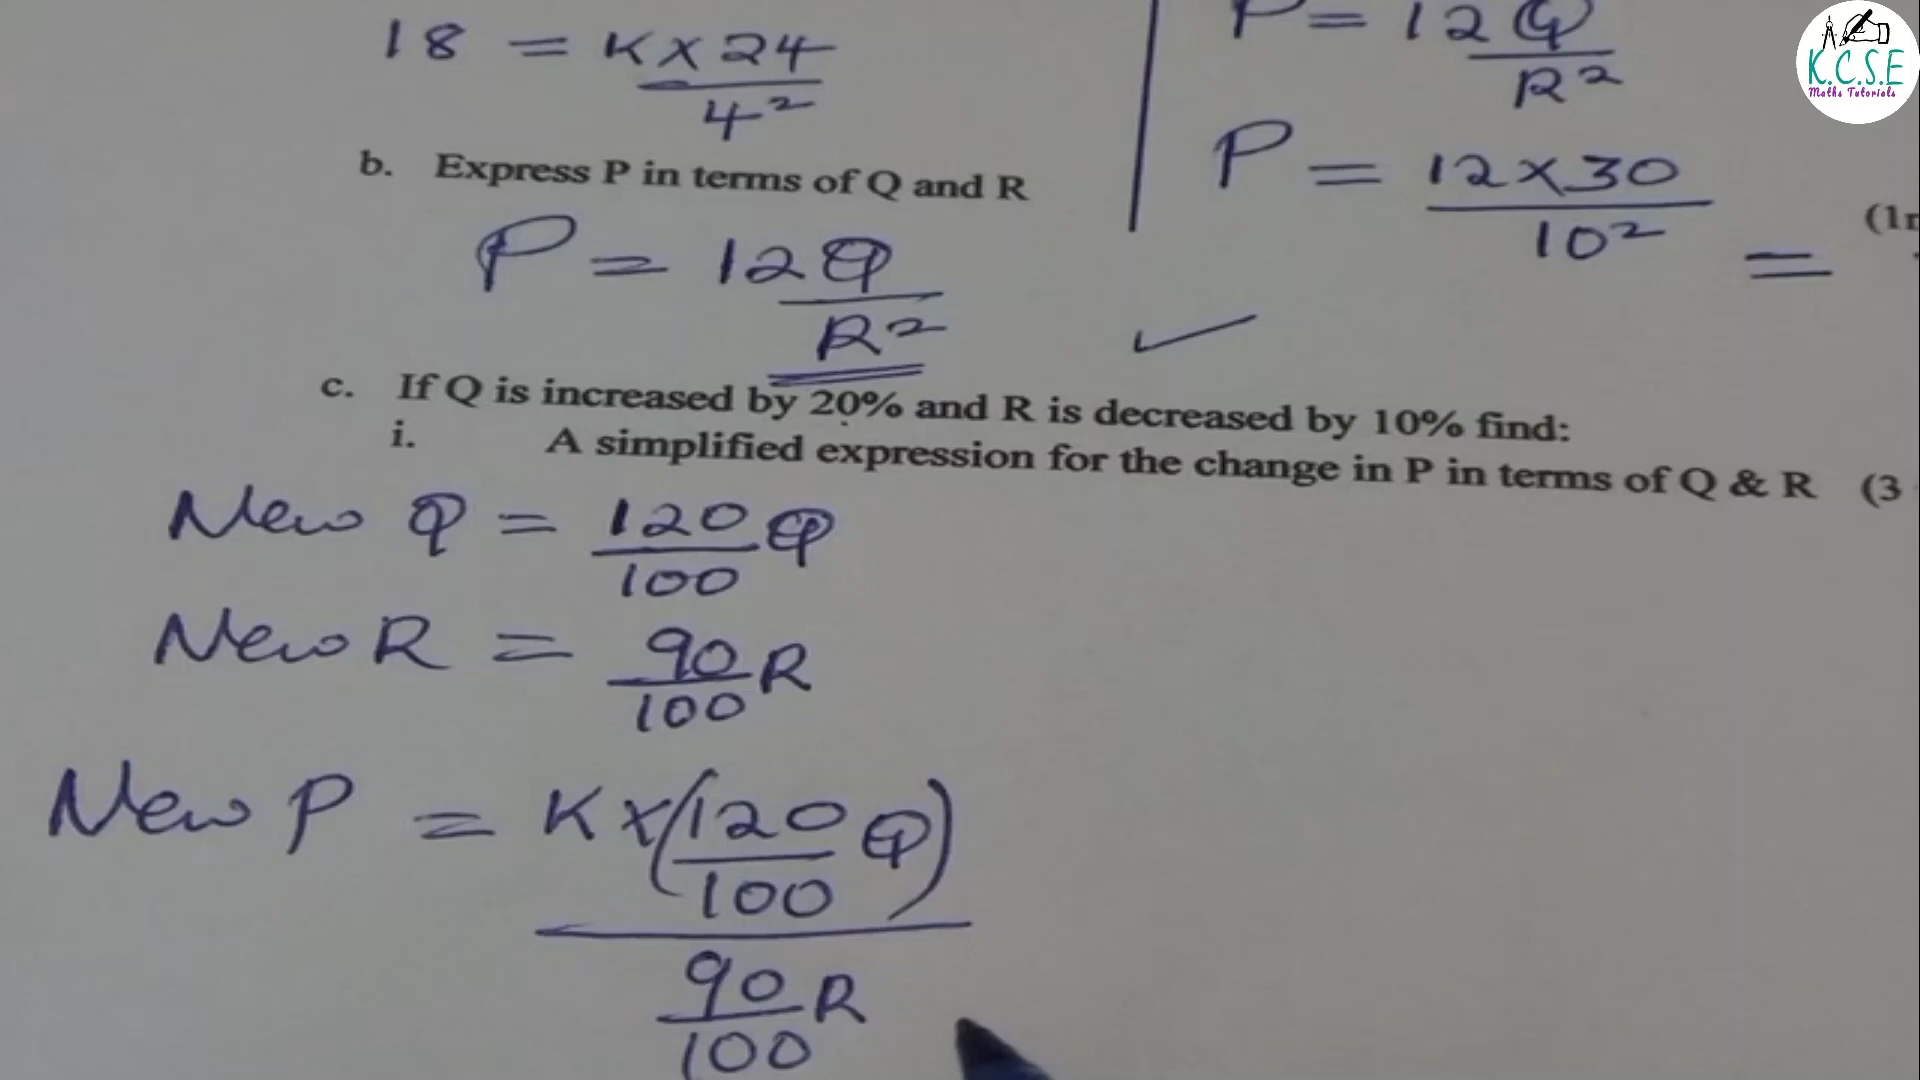 18 = K x 24
4²
P = 12Q
R²
P = 12 x 30
10²
=
b. Express P in terms of Q and R
P = 12Q
R²
c. If Q is increased by 20% and R is decreased by 10% find:
i. A simplified expression for the change in P in terms of Q & R (3
New Q = 120 Q
100
New R = 90 R
100
New P = K x (120 Q)
100
90 R
100
K.C.S.E
Maths Tutorials